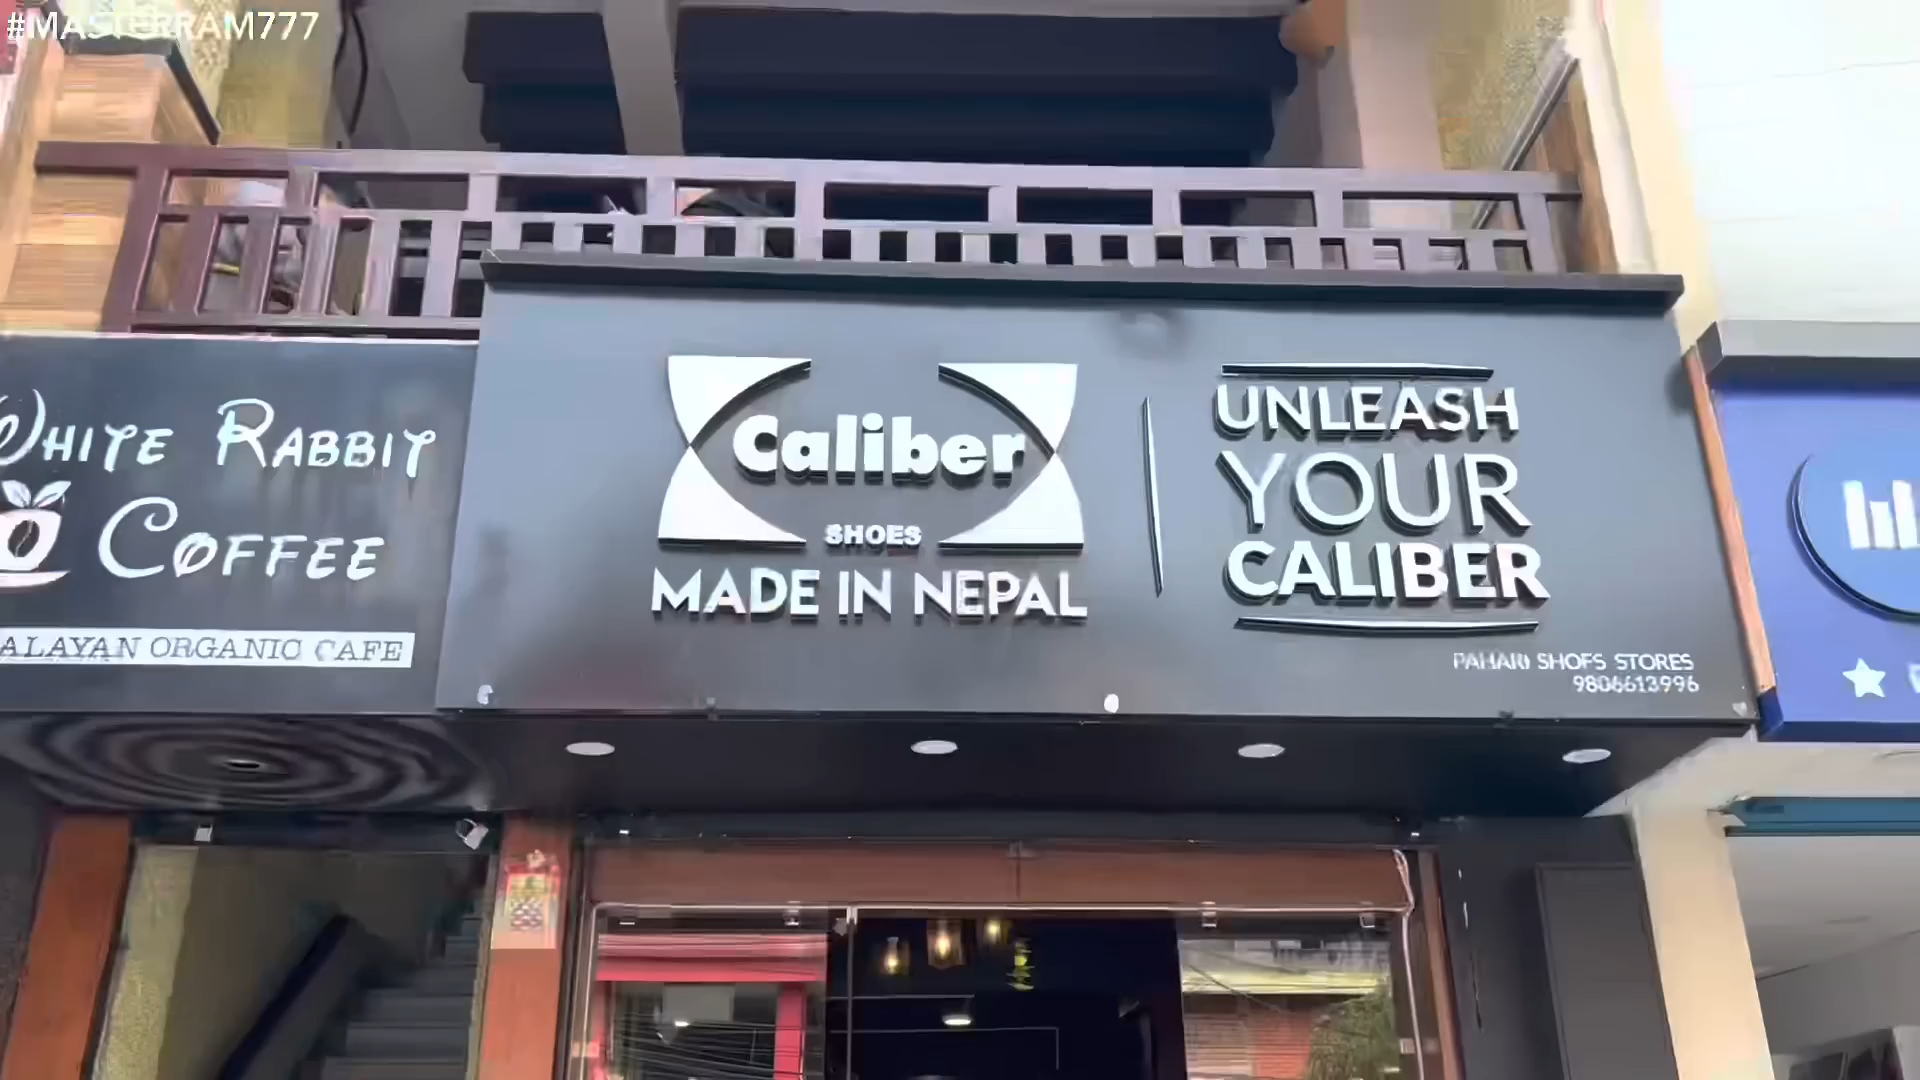 #MASTERRAM777
WHITE RABBIT
COFFEE
ALAYAN ORGANIC CAFE
Caliber
SHOES
MADE IN NEPAL
UNLEASH
YOUR
CALIBER
PAHARI SHOES STORES
9806613996